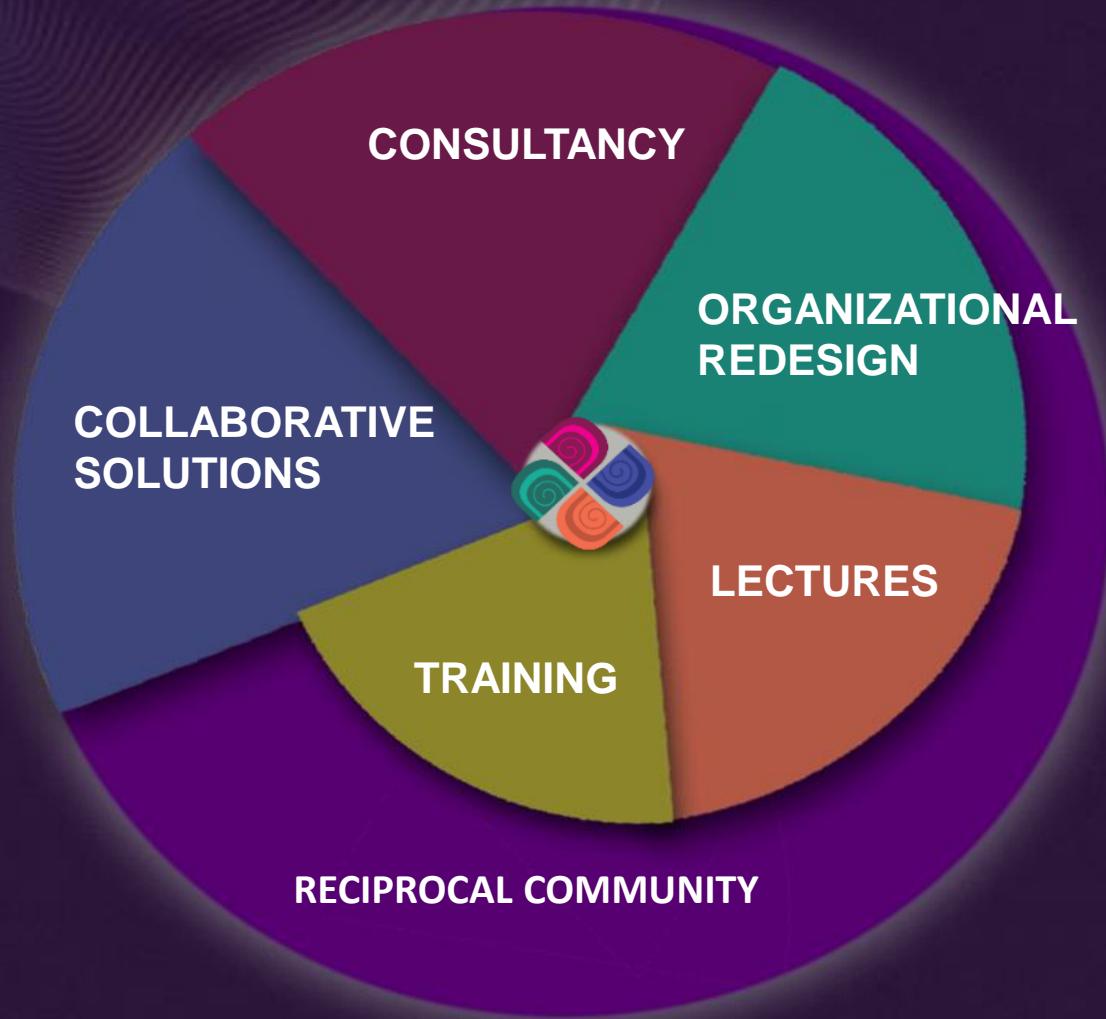 CONSULTANCY
ORGANIZATIONAL
REDESIGN
COLLABORATIVE
SOLUTIONS
LECTURES
TRAINING
RECIPROCAL COMMUNITY